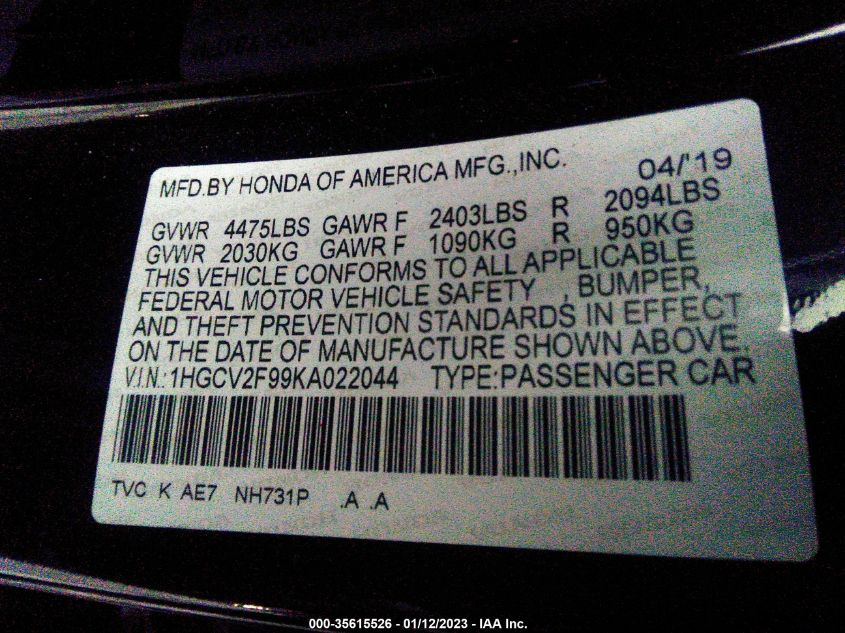 MFD.BY HONDA OF AMERICA MFG.,INC. 04/'19
GVWR 4475LBS GAWR F 2403LBS R 2094LBS
GVWR 2030KG GAWR F 1090KG R 950KG
THIS VEHICLE CONFORMS TO ALL APPLICABLE
FEDERAL MOTOR VEHICLE SAFETY , BUMPER,
AND THEFT PREVENTION STANDARDS IN EFFECT
ON THE DATE OF MANUFACTURE SHOWN ABOVE.
V.I.N.: 1HGCV2F99KA022044 TYPE:PASSENGER CAR
TVC K AE7 NH731P .A .A
000-35615526 - 01/12/2023 - IAA Inc.